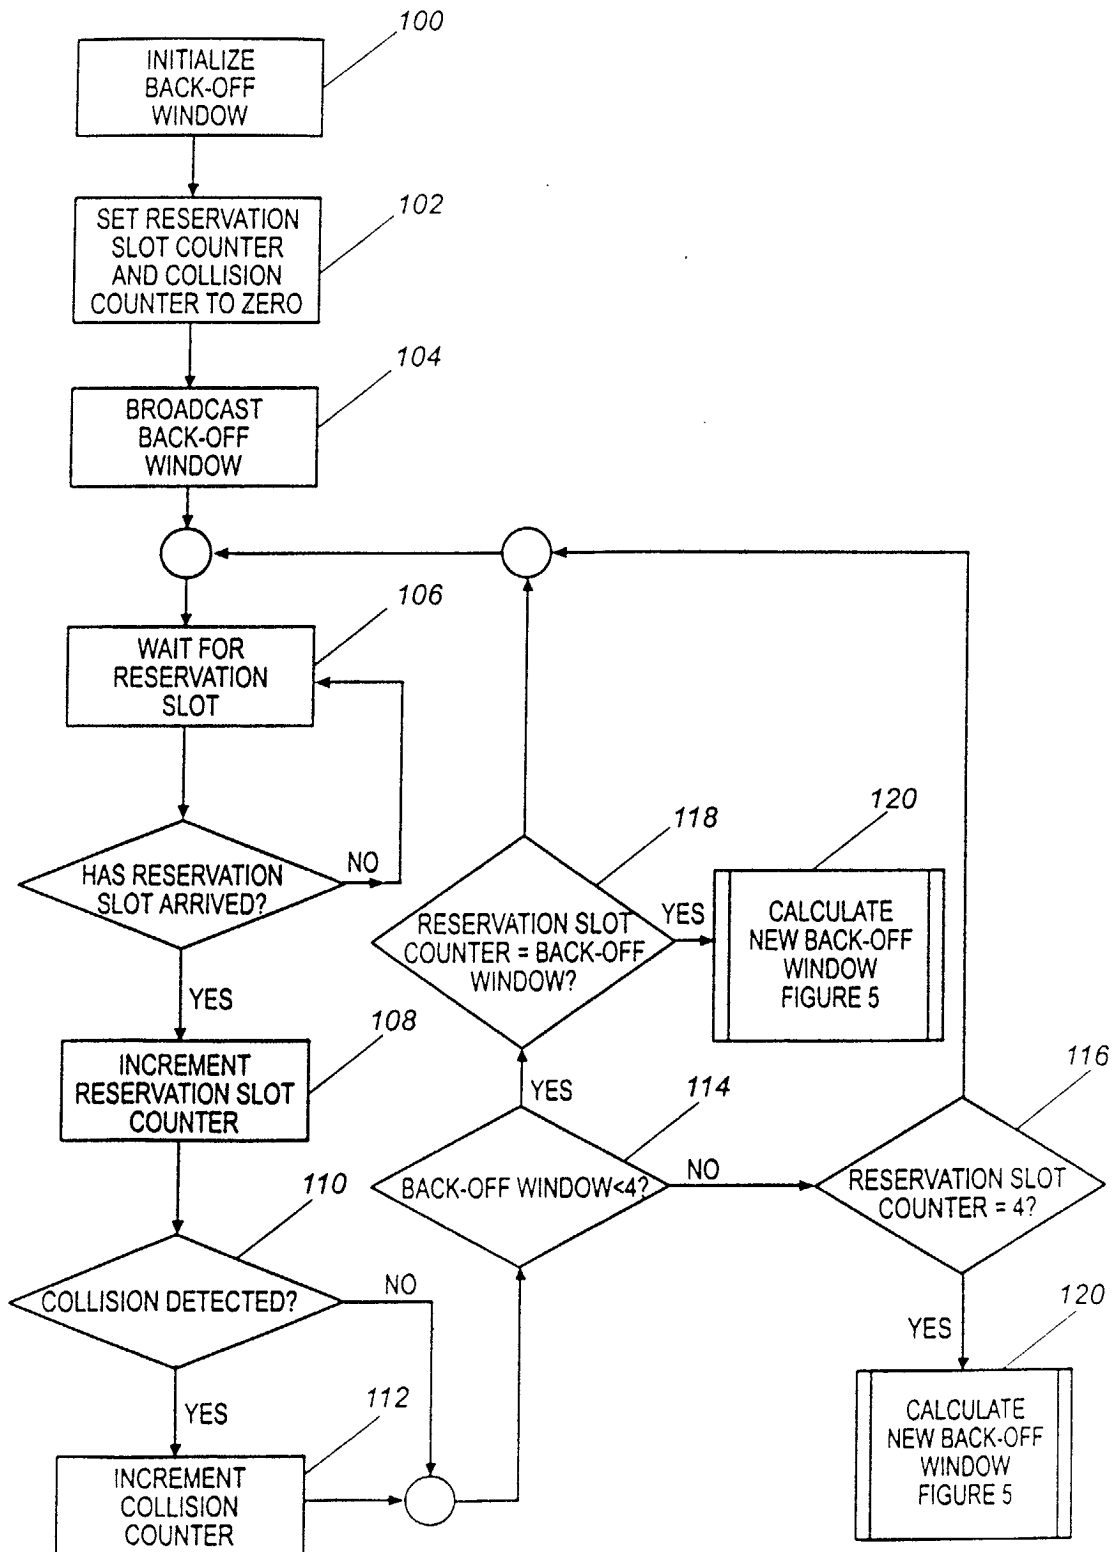 100
INITIALIZE
BACK-OFF
WINDOW
102
SET RESERVATION
SLOT COUNTER
AND COLLISION
COUNTER TO ZERO
104
BROADCAST
BACK-OFF
WINDOW
106
WAIT FOR
RESERVATION
SLOT
HAS RESERVATION
SLOT ARRIVED?
NO
YES
108
INCREMENT
RESERVATION SLOT
COUNTER
110
COLLISION DETECTED?
NO
YES
112
INCREMENT
COLLISION
COUNTER
114
BACK-OFF WINDOW<4?
YES
NO
118
RESERVATION SLOT
COUNTER = BACK-OFF
WINDOW?
YES
120
CALCULATE
NEW BACK-OFF
WINDOW
FIGURE 5
116
RESERVATION SLOT
COUNTER = 4?
YES
120
CALCULATE
NEW BACK-OFF
WINDOW
FIGURE 5